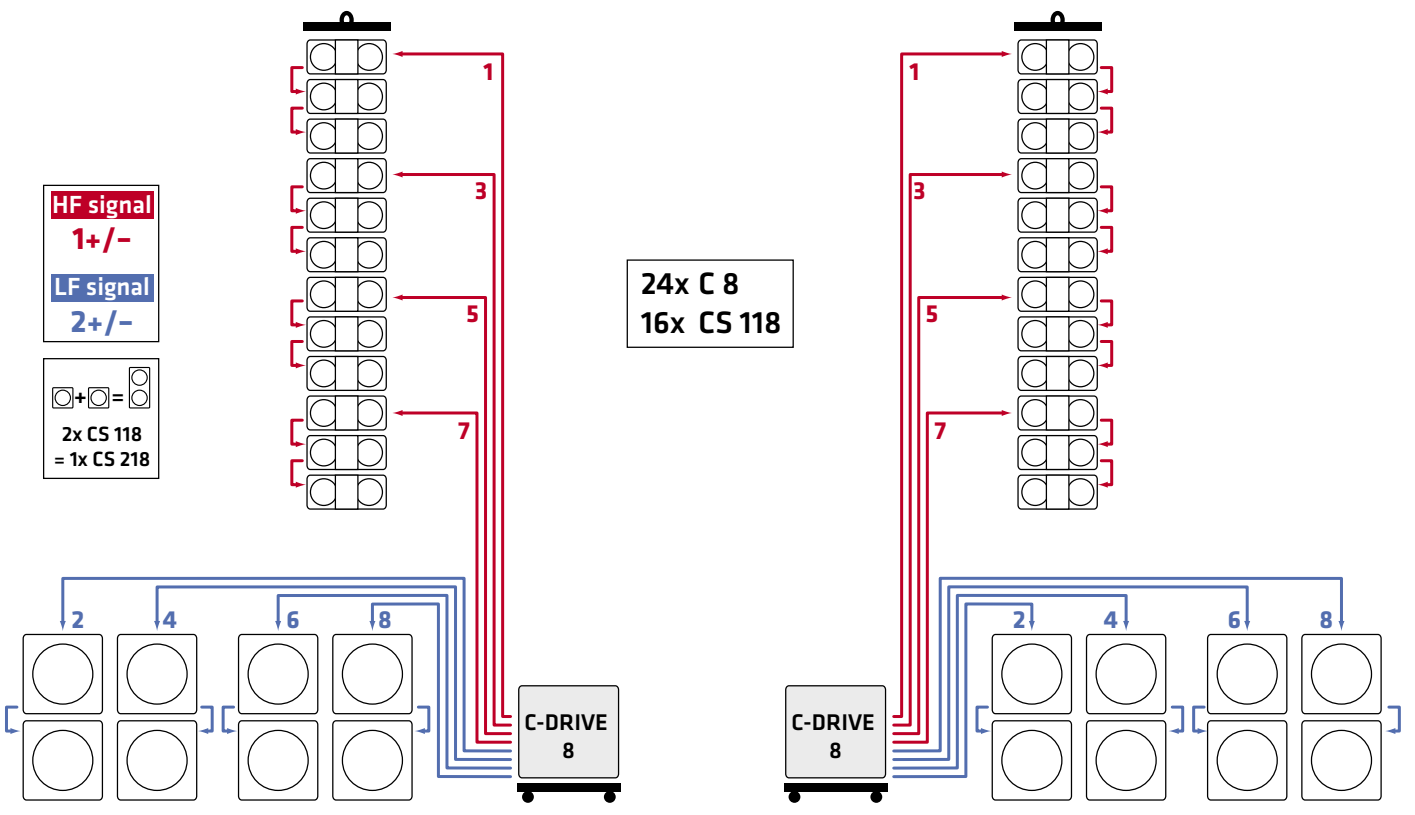 1
3
5
7
HF signal
1+/−
LF signal
2+/−
+
=
2x CS 118
= 1x CS 218
24x C 8
16x CS 118
1
3
5
7
2
4
6
8
C-DRIVE
8
C-DRIVE
8
2
4
6
8